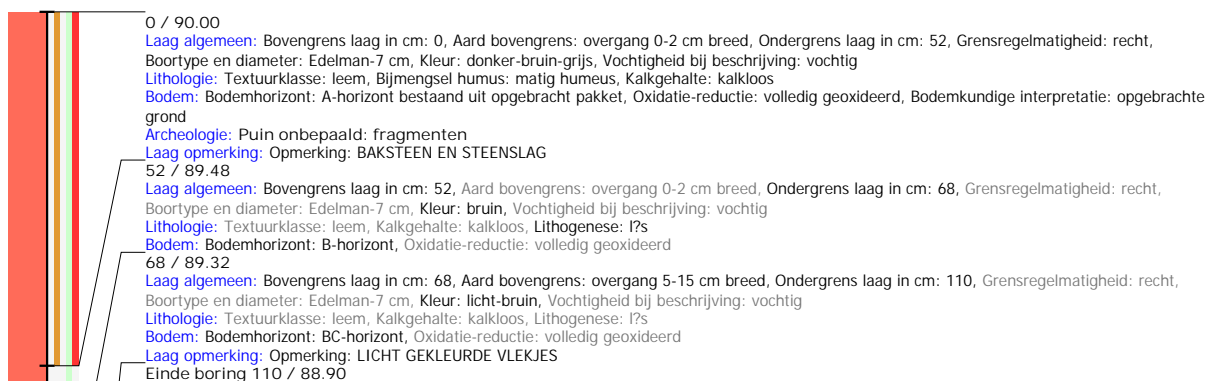 0 / 90.00
Laag algemeen: Bovengrens laag in cm: 0, Aard bovengrens: overgang 0-2 cm breed, Ondergrens laag in cm: 52, Grensregelmatigheid: recht,
Boortype en diameter: Edelman-7 cm, Kleur: donker-bruin-grijs, Vochtigheid bij beschrijving: vochtig
Lithologie: Textuurklasse: leem, Bijmengsel humus: matig humeus, Kalkgehalte: kalkloos
Bodem: Bodemhorizont: A-horizont bestaand uit opgebracht pakket, Oxidatie-reductie: volledig geoxideerd, Bodemkundige interpretatie: opgebrachte
grond
Archeologie: Puin onbepaald: fragmenten
Laag opmerking: Opmerking: BAKSTEEN EN STEENSLAG
52 / 89.48
Laag algemeen: Bovengrens laag in cm: 52, Aard bovengrens: overgang 0-2 cm breed, Ondergrens laag in cm: 68, Grensregelmatigheid: recht,
Boortype en diameter: Edelman-7 cm, Kleur: bruin, Vochtigheid bij beschrijving: vochtig
Lithologie: Textuurklasse: leem, Kalkgehalte: kalkloos, Lithogenese: l?s
Bodem: Bodemhorizont: B-horizont, Oxidatie-reductie: volledig geoxideerd
68 / 89.32
Laag algemeen: Bovengrens laag in cm: 68, Aard bovengrens: overgang 5-15 cm breed, Ondergrens laag in cm: 110, Grensregelmatigheid: recht,
Boortype en diameter: Edelman-7 cm, Kleur: licht-bruin, Vochtigheid bij beschrijving: vochtig
Lithologie: Textuurklasse: leem, Kalkgehalte: kalkloos, Lithogenese: l?s
Bodem: Bodemhorizont: BC-horizont, Oxidatie-reductie: volledig geoxideerd
Laag opmerking: Opmerking: LICHT GEKLEURDE VLEKJES
Einde boring 110 / 88.90